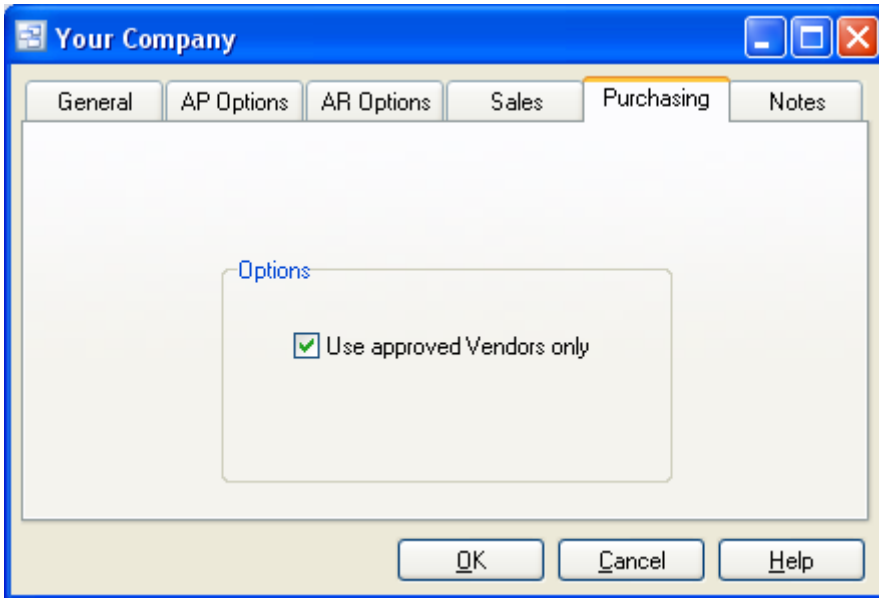 Your Company
General AP Options AR Options Sales Purchasing Notes
Options
Use approved Vendors only
OK Cancel Help